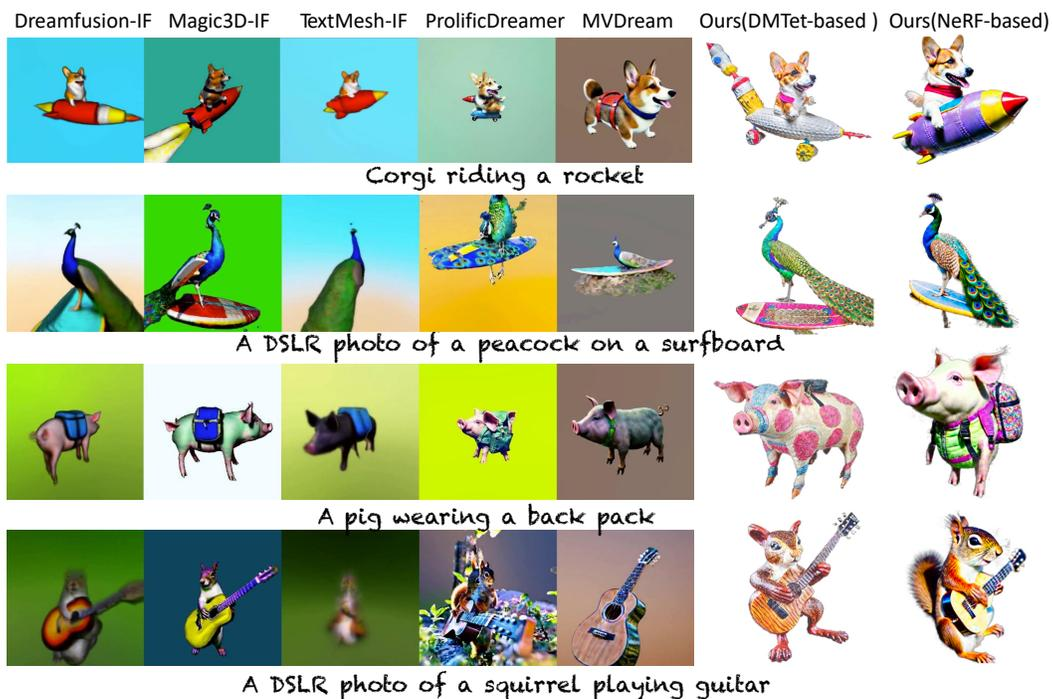 Dreamfusion-IF Magic3D-IF TextMesh-IF ProlificDreamer MVDream Ours(DMTet-based ) Ours(NeRF-based)
Corgi riding a rocket
A DSLR photo of a peacock on a surfboard
A pig wearing a back pack
A DSLR photo of a squirrel playing guitar